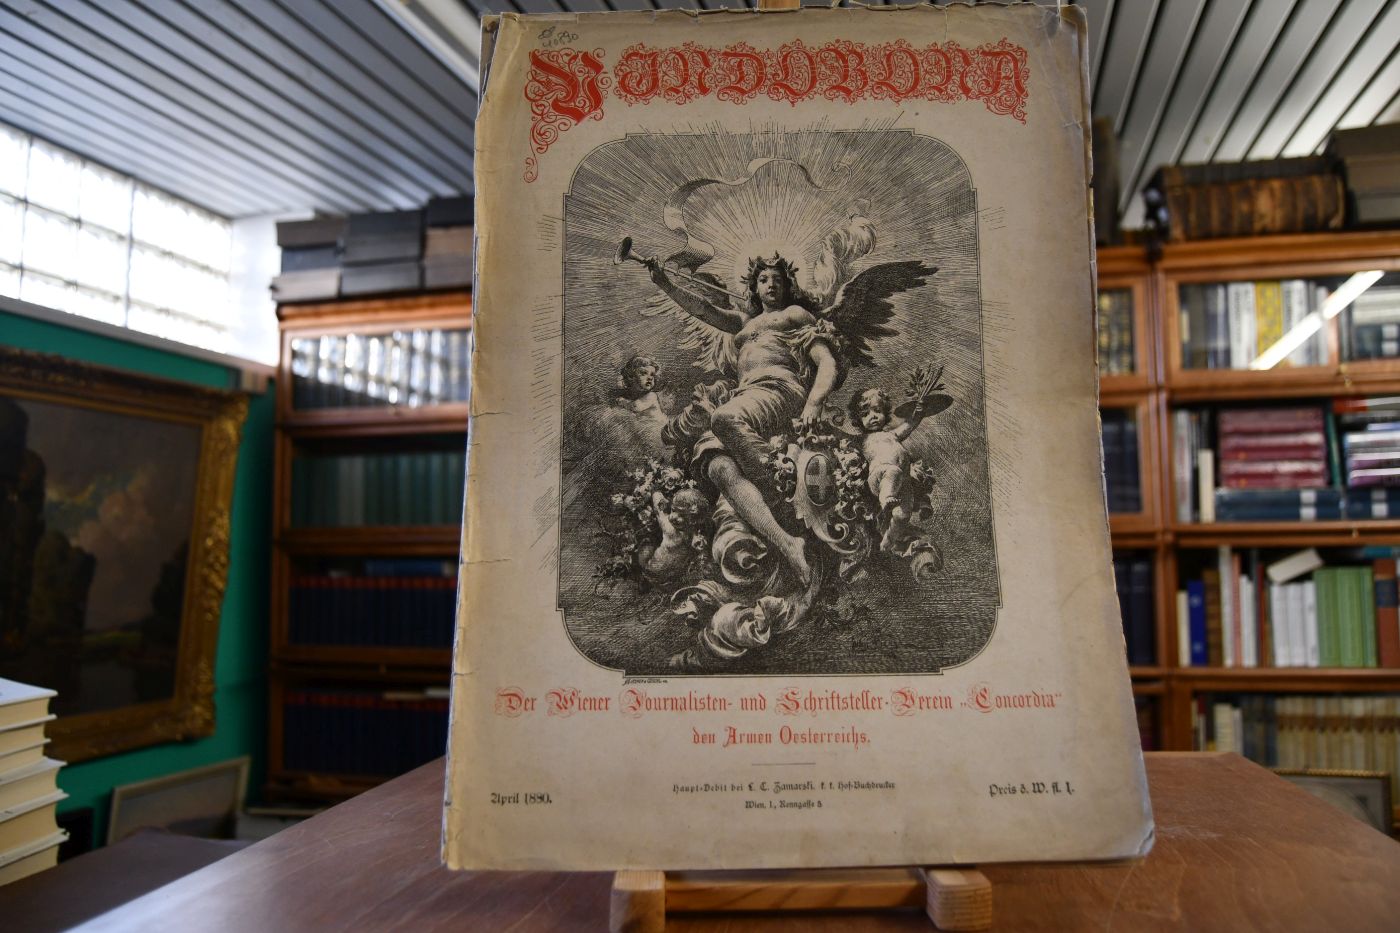 VINDOBONA
Der Wiener Journalisten- und Schriftsteller-Verein „Concordia“
den Armen Oesterreichs.
April 1880.
Haupt-Debit bei L. C. Zamarski, k. k. Hof-Buchdrucker
Wien, I., Renngasse 5
Preis ö. W. fl. 1.